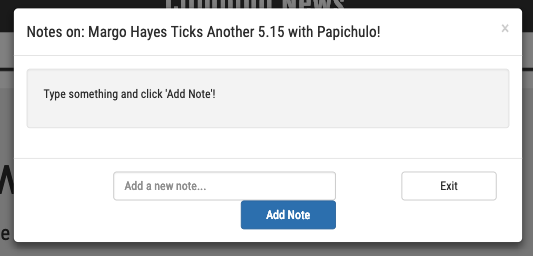 Notes on: Margo Hayes Ticks Another 5.15 with Papichulo!
×
Type something and click 'Add Note'!
Add a new note...
Exit
Add Note